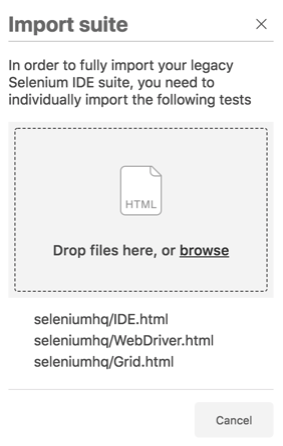 Import suite
In order to fully import your legacy
Selenium IDE suite, you need to
individually import the following tests
HTML
Drop files here, or browse
seleniumhq/IDE.html
seleniumhq/WebDriver.html
seleniumhq/Grid.html
Cancel